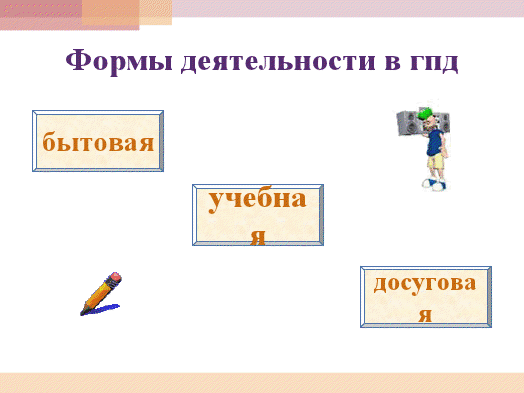 Формы деятельности в гпд
бытовая
учебна
я
досугова
я